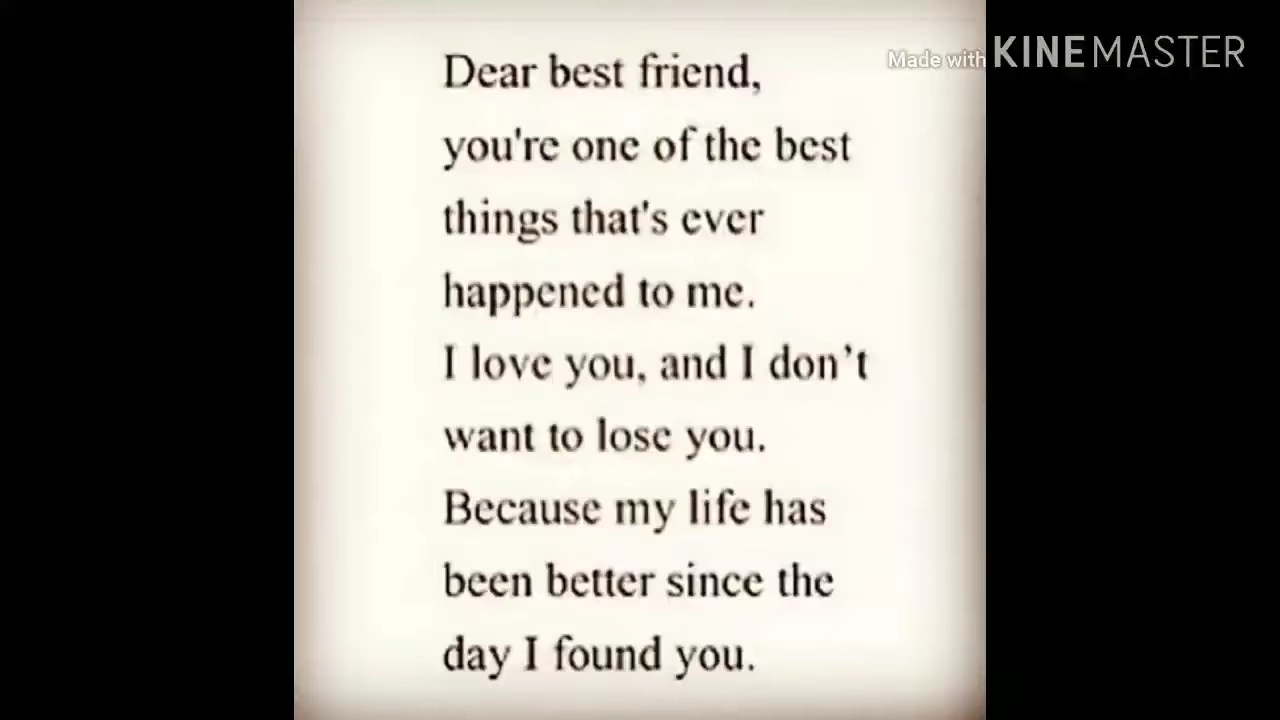 Dear best friend,
you're one of the best
things that's ever
happened to me.
I love you, and I don’t
want to lose you.
Because my life has
been better since the
day I found you.
Made with KINEMASTER